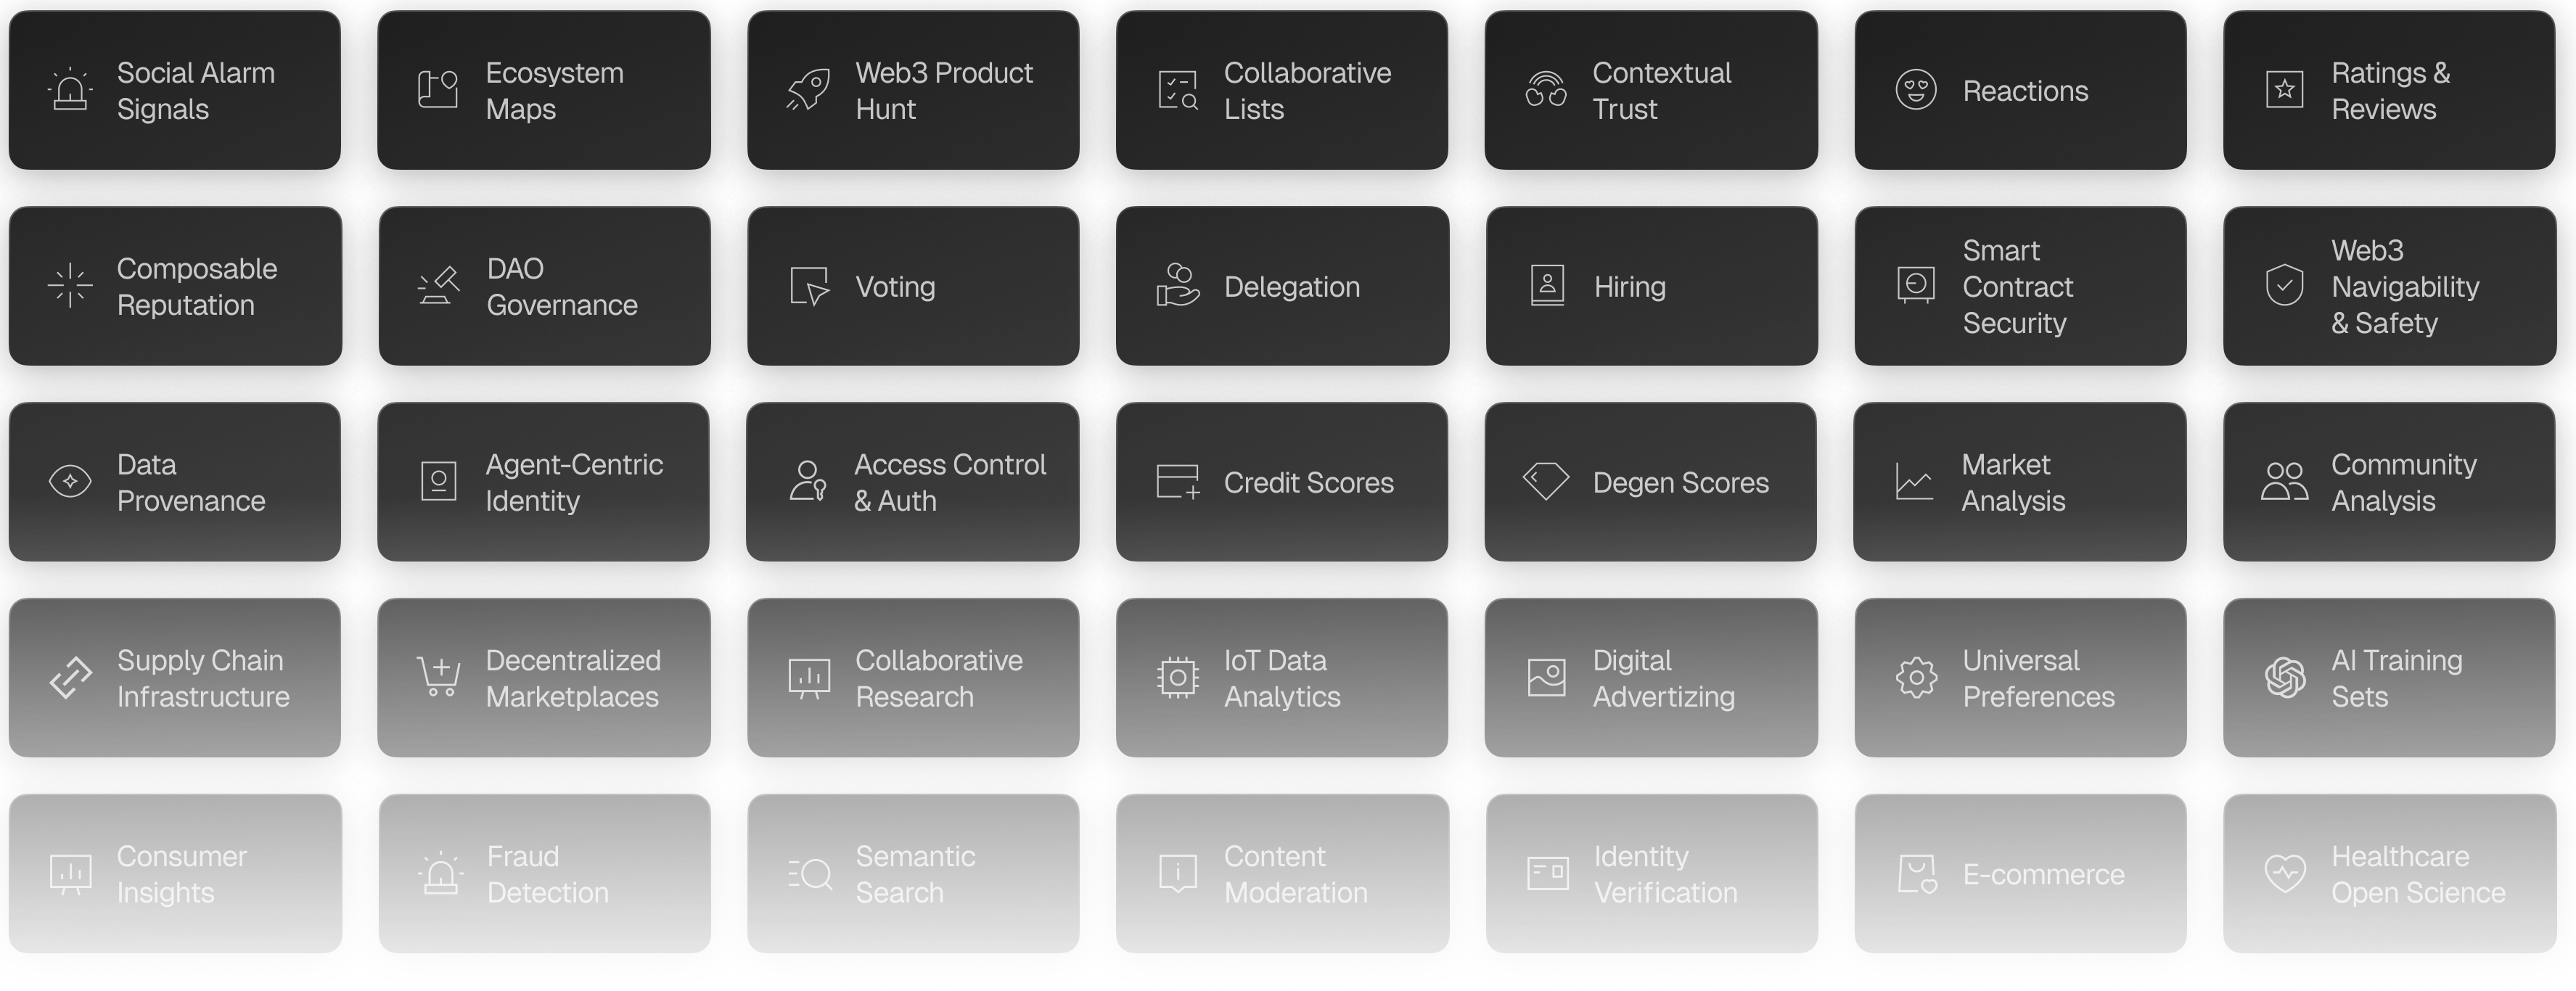 Social Alarm
Signals
Ecosystem
Maps
Web3 Product
Hunt
Collaborative
Lists
Contextual
Trust
Reactions
Ratings &
Reviews
Composable
Reputation
DAO
Governance
Voting
Delegation
Hiring
Smart
Contract
Security
Web3
Navigability
& Safety
Data
Provenance
Agent-Centric
Identity
Access Control
& Auth
Credit Scores
Degen Scores
Market
Analysis
Community
Analysis
Supply Chain
Infrastructure
Decentralized
Marketplaces
Collaborative
Research
IoT Data
Analytics
Digital
Advertizing
Universal
Preferences
AI Training
Sets
Consumer
Insights
Fraud
Detection
Semantic
Search
Content
Moderation
Identity
Verification
E-commerce
Healthcare
Open Science